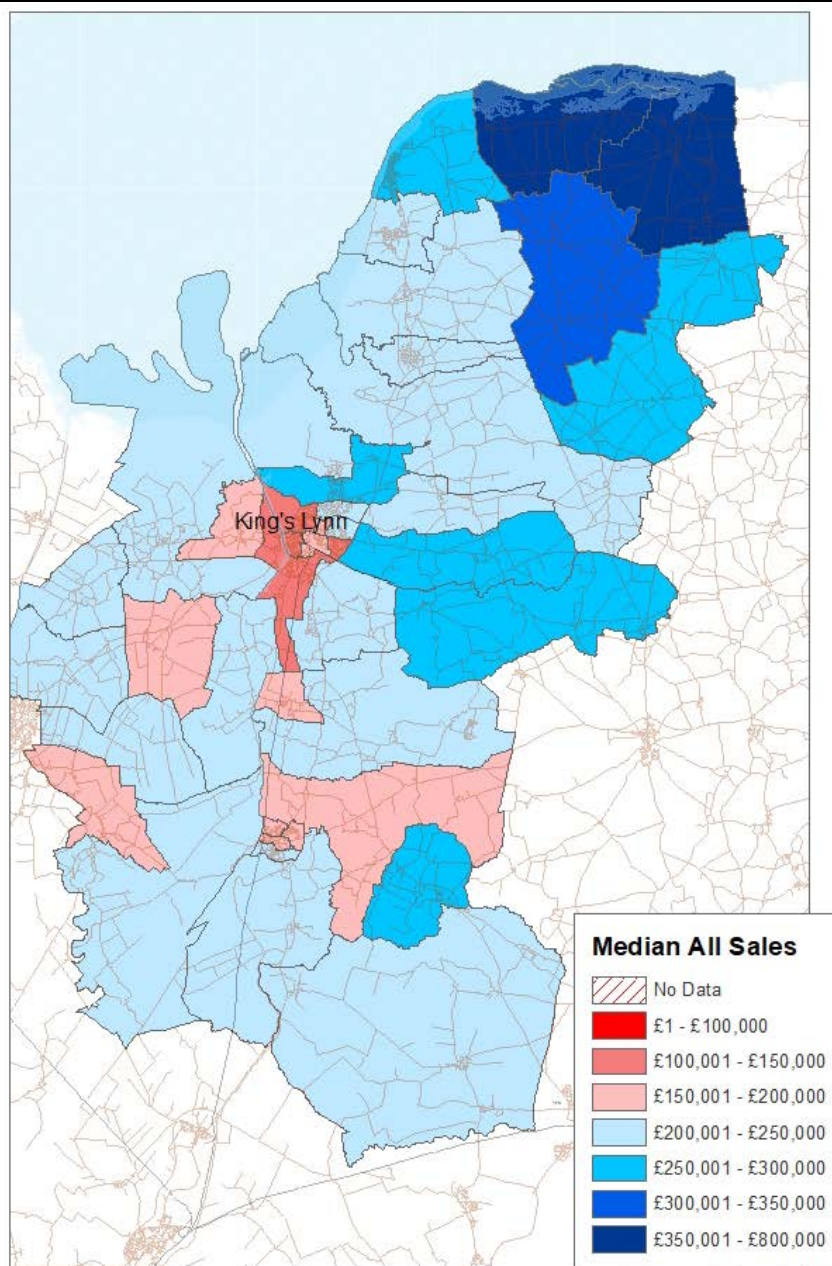 King's Lynn
Median All Sales
No Data
£1 - £100,000
£100,001 - £150,000
£150,001 - £200,000
£200,001 - £250,000
£250,001 - £300,000
£300,001 - £350,000
£350,001 - £800,000